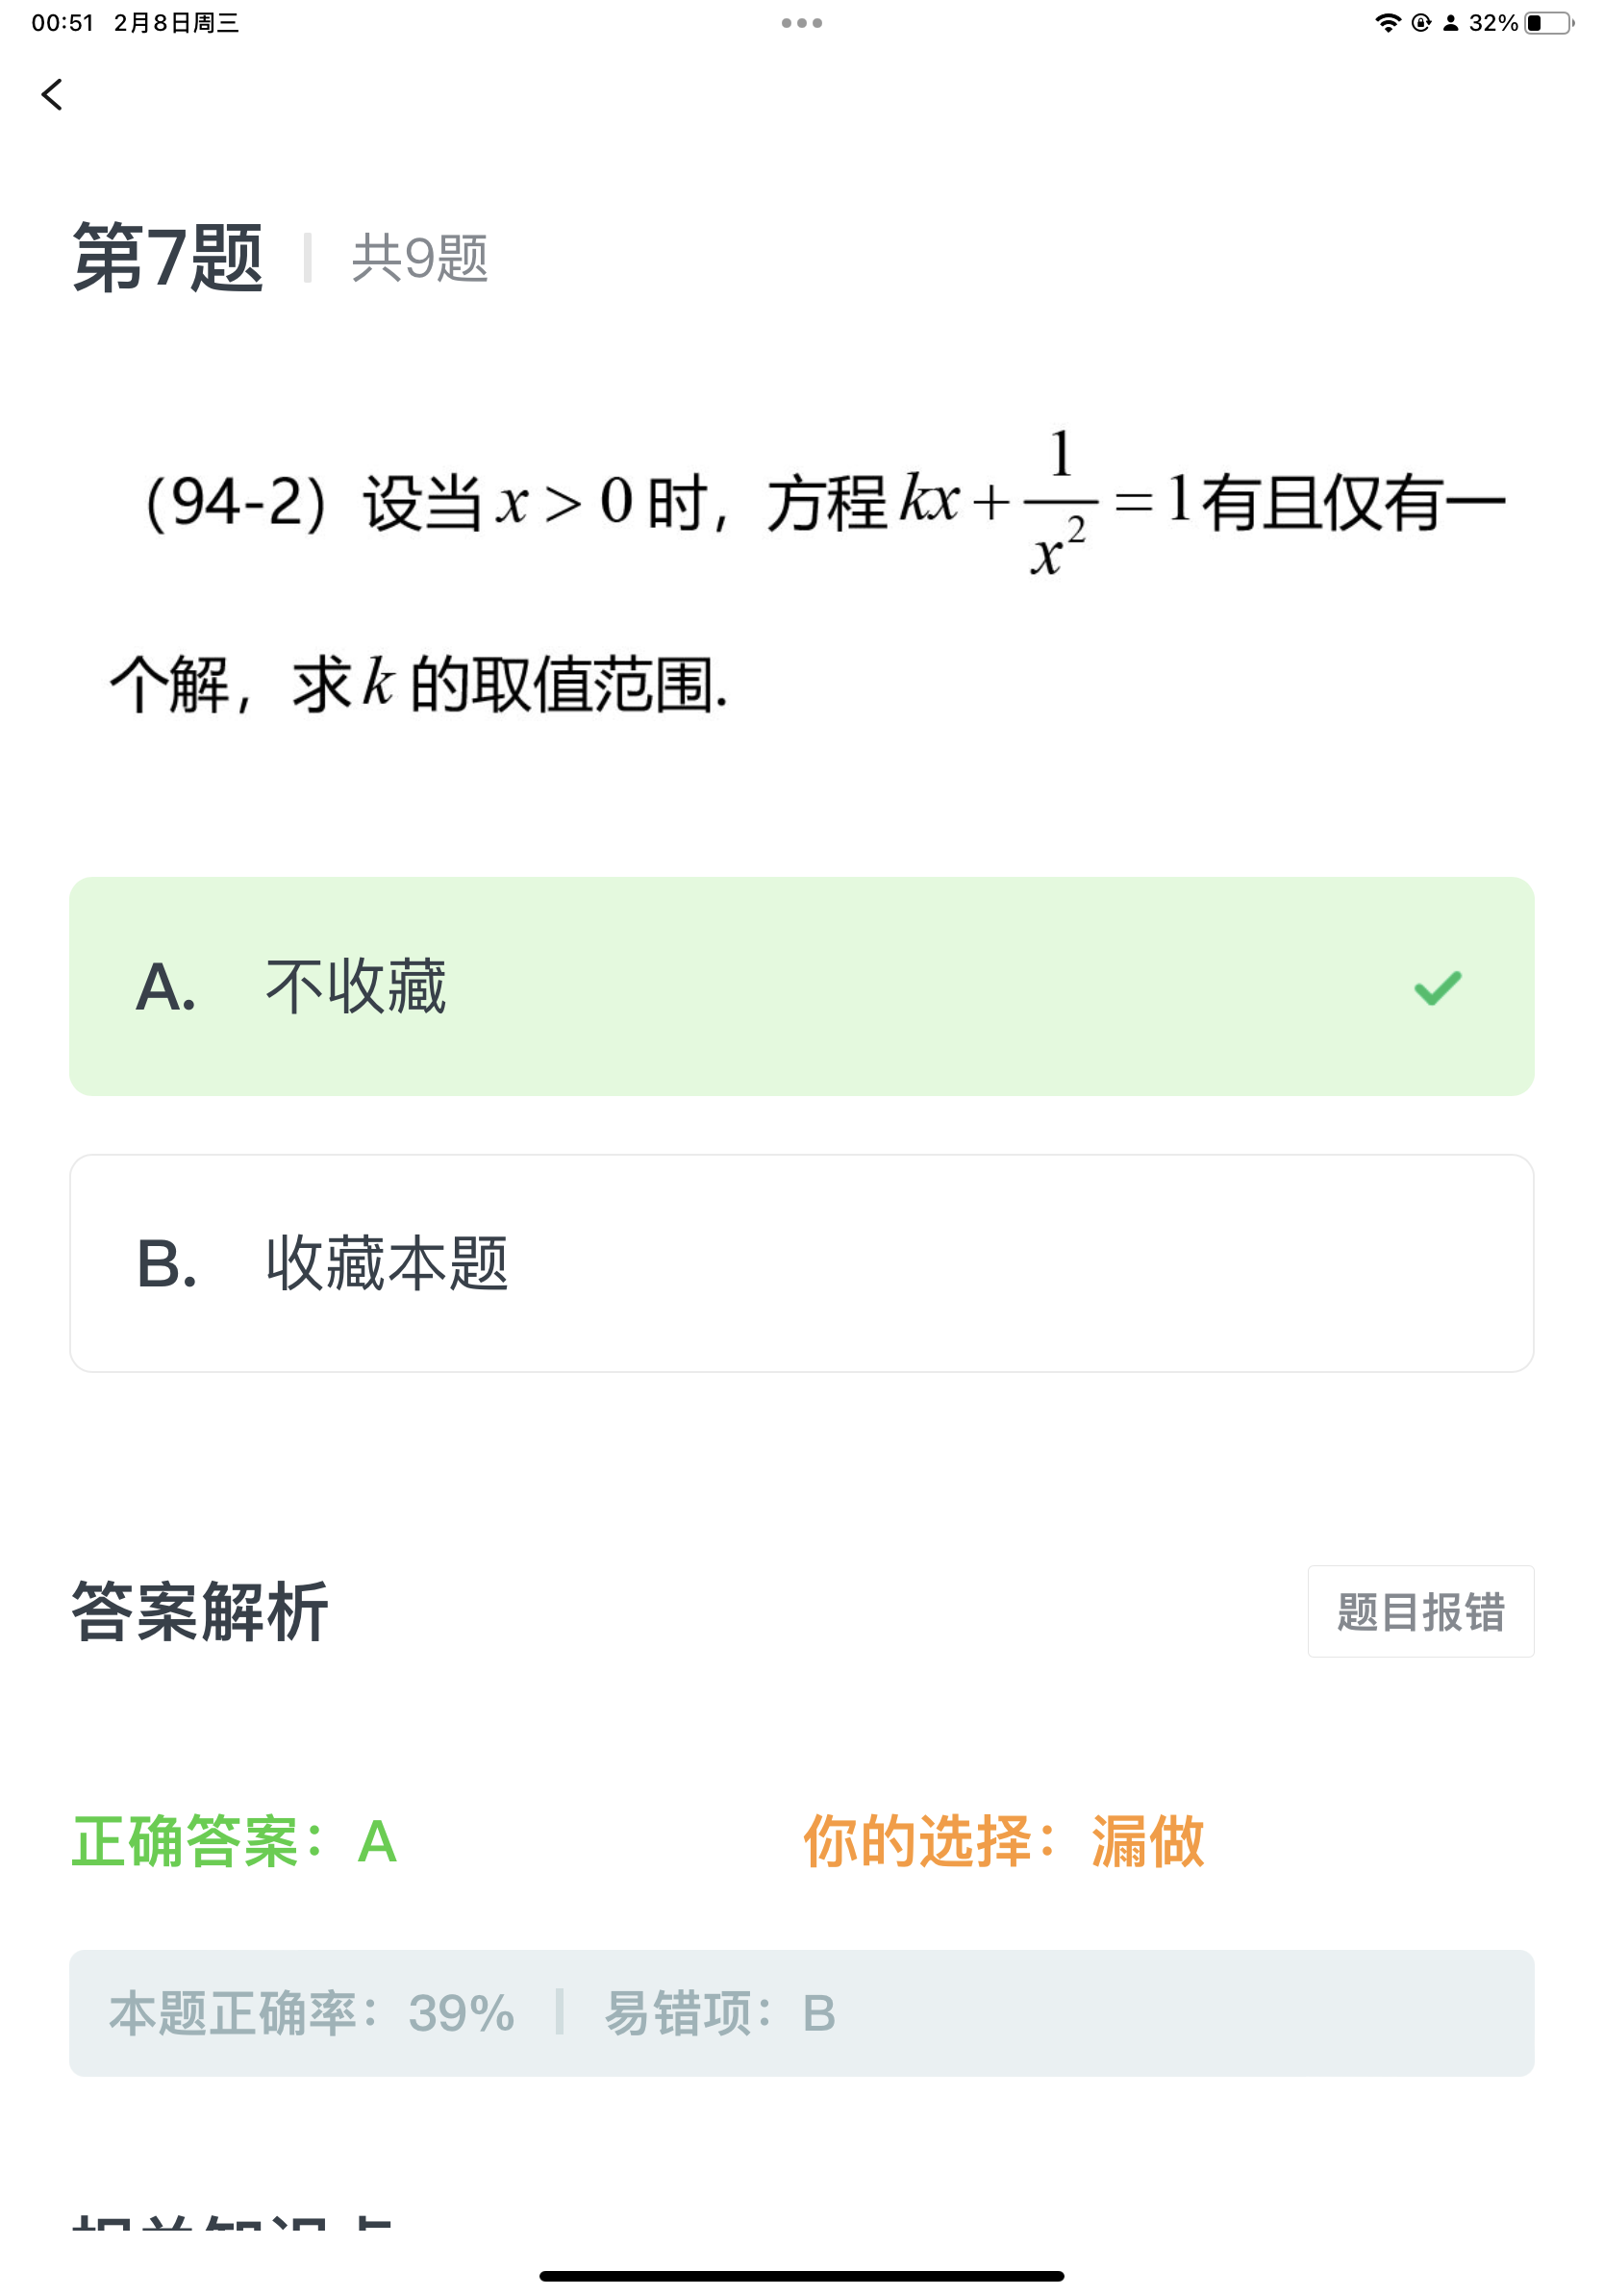 00:51 2月8日周三
32%
第7题 共9题
（94-2）设当 x > 0 时，方程 kx + 1/x² = 1 有且仅有一
个解，求 k 的取值范围.
A. 不收藏
B. 收藏本题
答案解析 题目报错
正确答案：A 你的选择：漏做
本题正确率：39% 易错项：B